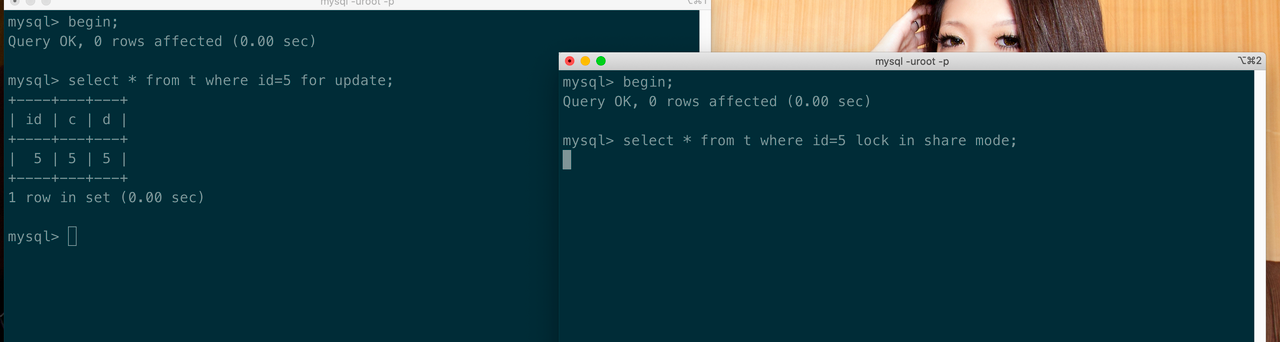 mysql -uroot -p
⌥⌘1
mysql> begin;
Query OK, 0 rows affected (0.00 sec)
mysql> select * from t where id=5 for update;
+----+---+---+
| id | c | d |
+----+---+---+
|  5 | 5 | 5 |
+----+---+---+
1 row in set (0.00 sec)
mysql>
mysql -uroot -p
⌥⌘2
mysql> begin;
Query OK, 0 rows affected (0.00 sec)
mysql> select * from t where id=5 lock in share mode;